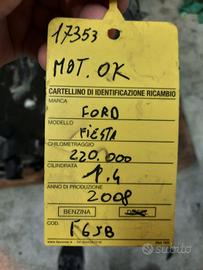 17353
MOT. OK
CARTELLINO DI IDENTIFICAZIONE RICAMBIO
MARCA
FORD
MODELLO
FIESTA
CHILOMETRAGGIO
220.000
CILINDRATA
1.4
ANNO DI PRODUZIONE
2008
BENZINA
COD.
F6JB
subito